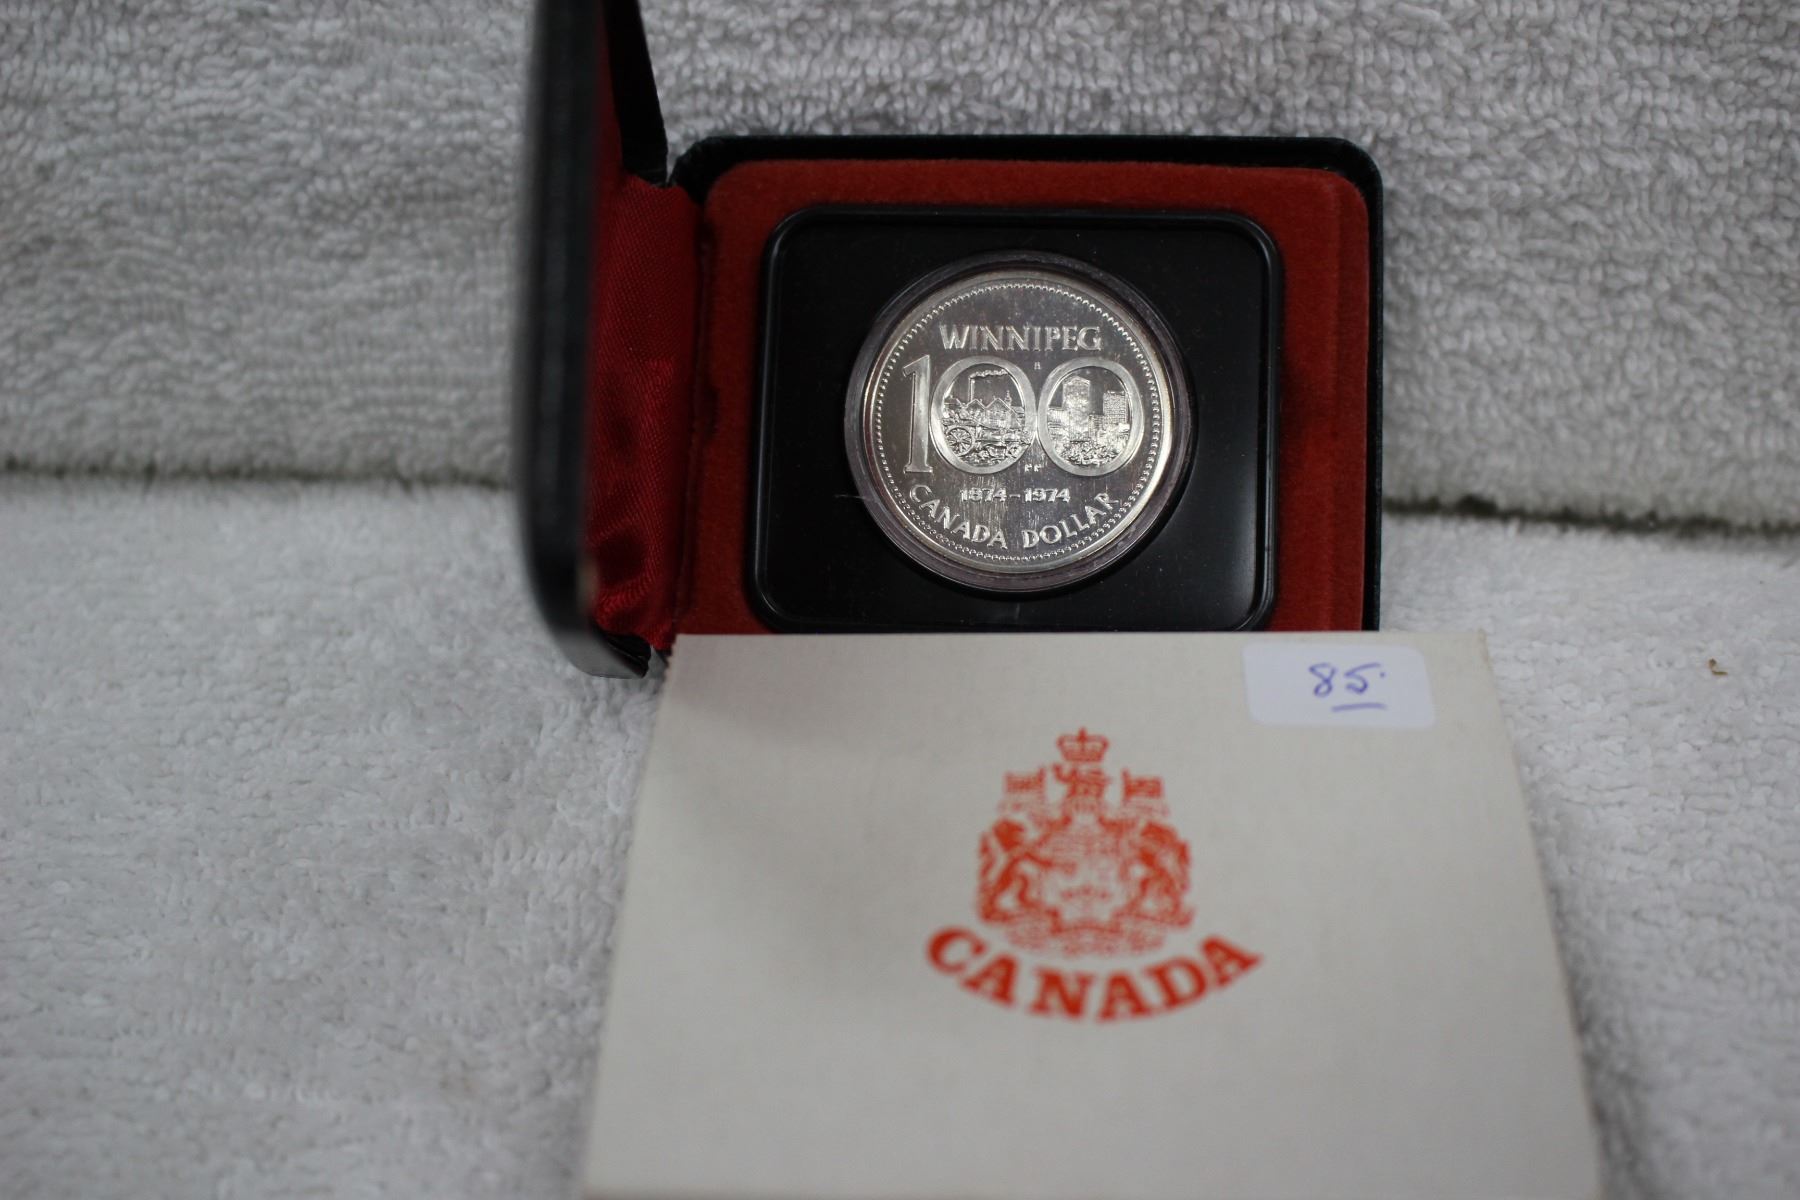 WINNIPEG
100
1874-1974
CANADA DOLLAR
85.
CANADA